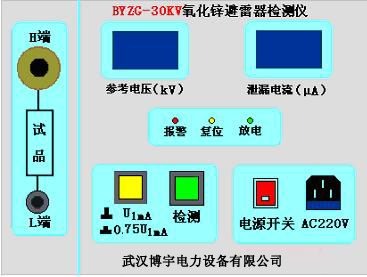 BYZG-30KV氧化锌避雷器检测仪
H端
试品
L端
参考电压(kV)
泄漏电流(μA)
报警 复位 放电
U1mA
0.75U1mA
检测
电源开关 AC220V
武汉博宇电力设备有限公司